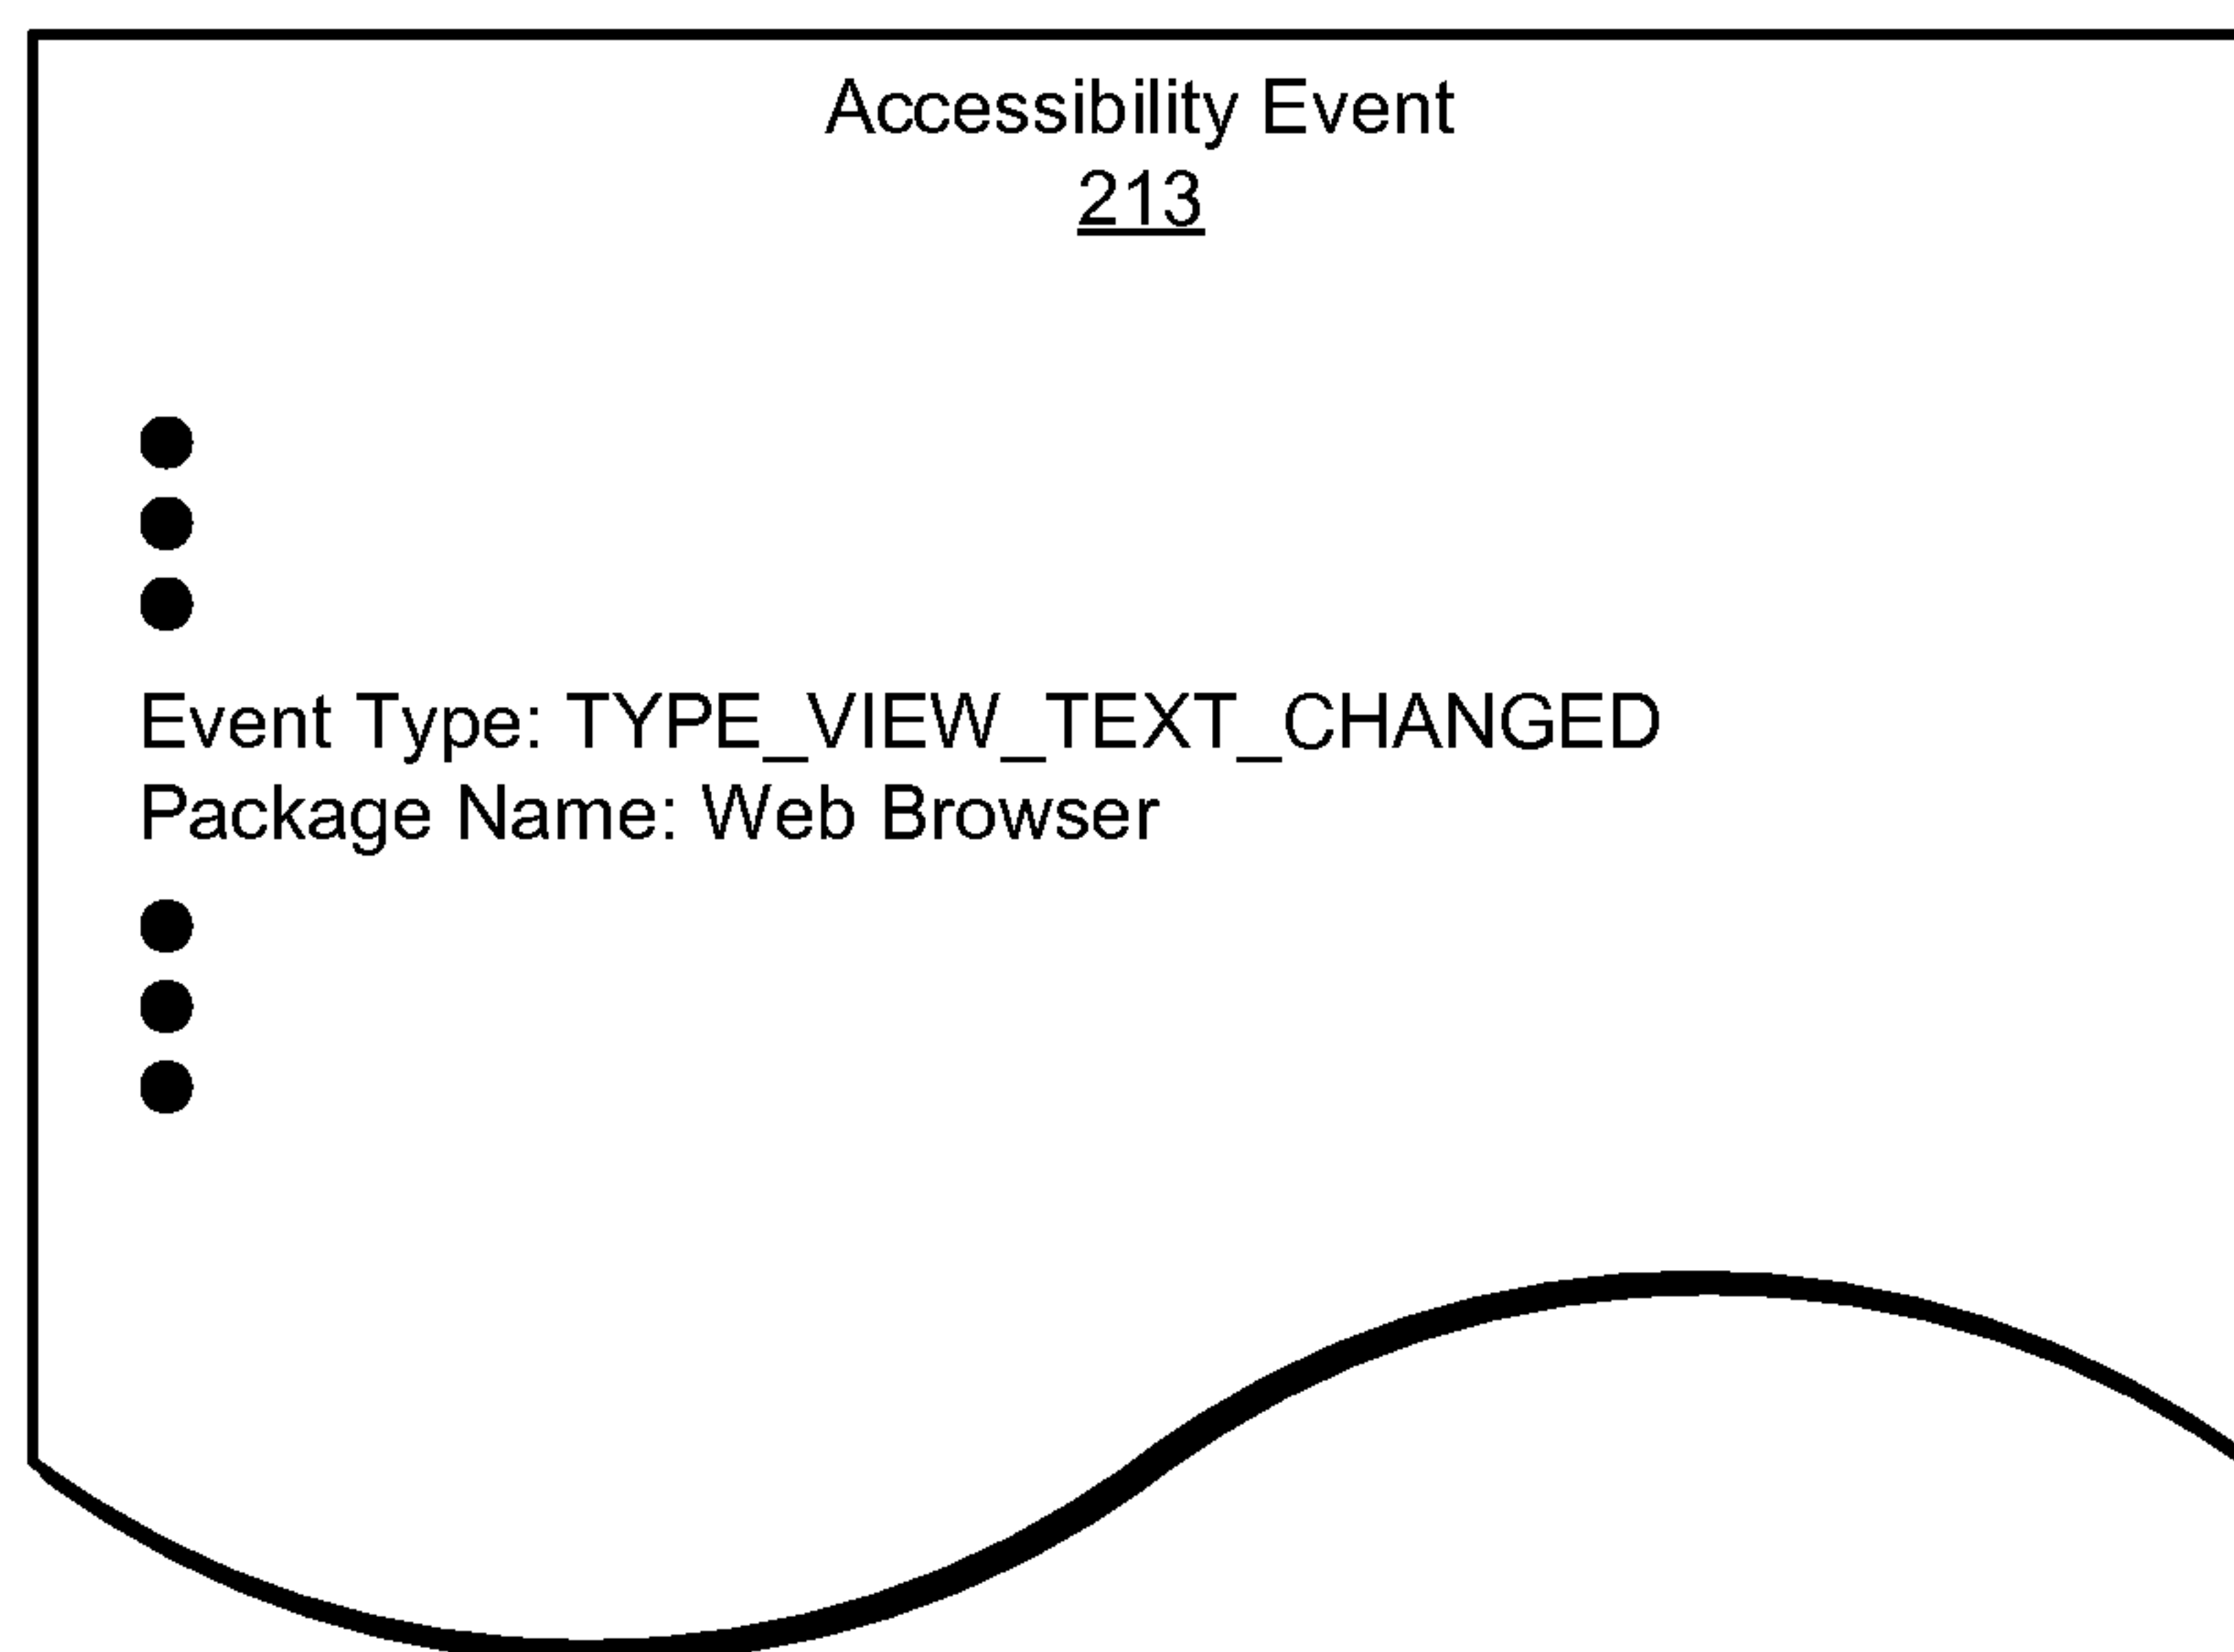 Accessibility Event
213
Event Type: TYPE_VIEW_TEXT_CHANGED
Package Name: Web Browser